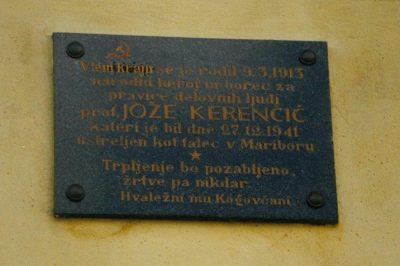 V tem kraju se je rodil 9.3.1913
narodni heroj in borec za
pravice delovnih ljudi
prof. JOŽE KERENČIČ
kateri je bil dne 27.12.1941
ustreljen kot talec v Mariboru
Trpljenje bo pozabljeno,
žrtve pa nikdar.
Hvaležni mu Kogovčani